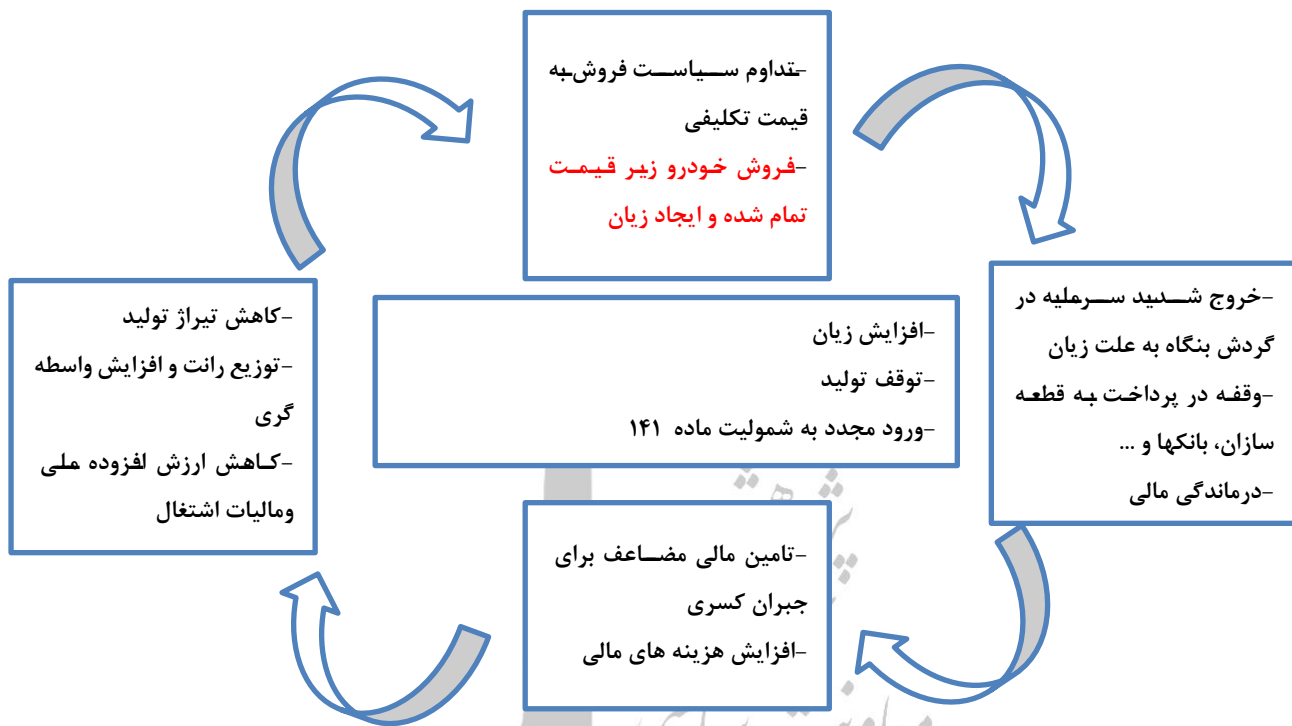 -تداوم سیاست فروش به
قیمت تکلیفی
-فروش خودرو زیر قیمت
تمام شده و ایجاد زیان
-خروج شدید سرمایه در
گردش بنگاه به علت زیان
-وقفه در پرداخت به قطعه
سازان، بانکها و ...
-درماندگی مالی
-تامین مالی مضاعف برای
جبران کسری
-افزایش هزینه های مالی
-کاهش تیراژ تولید
-توزیع رانت و افزایش واسطه
گری
-کاهش ارزش افزوده ملی
ومالیات اشتغال
-افزایش زیان
-توقف تولید
-ورود مجدد به شمولیت ماده ۱۴۱